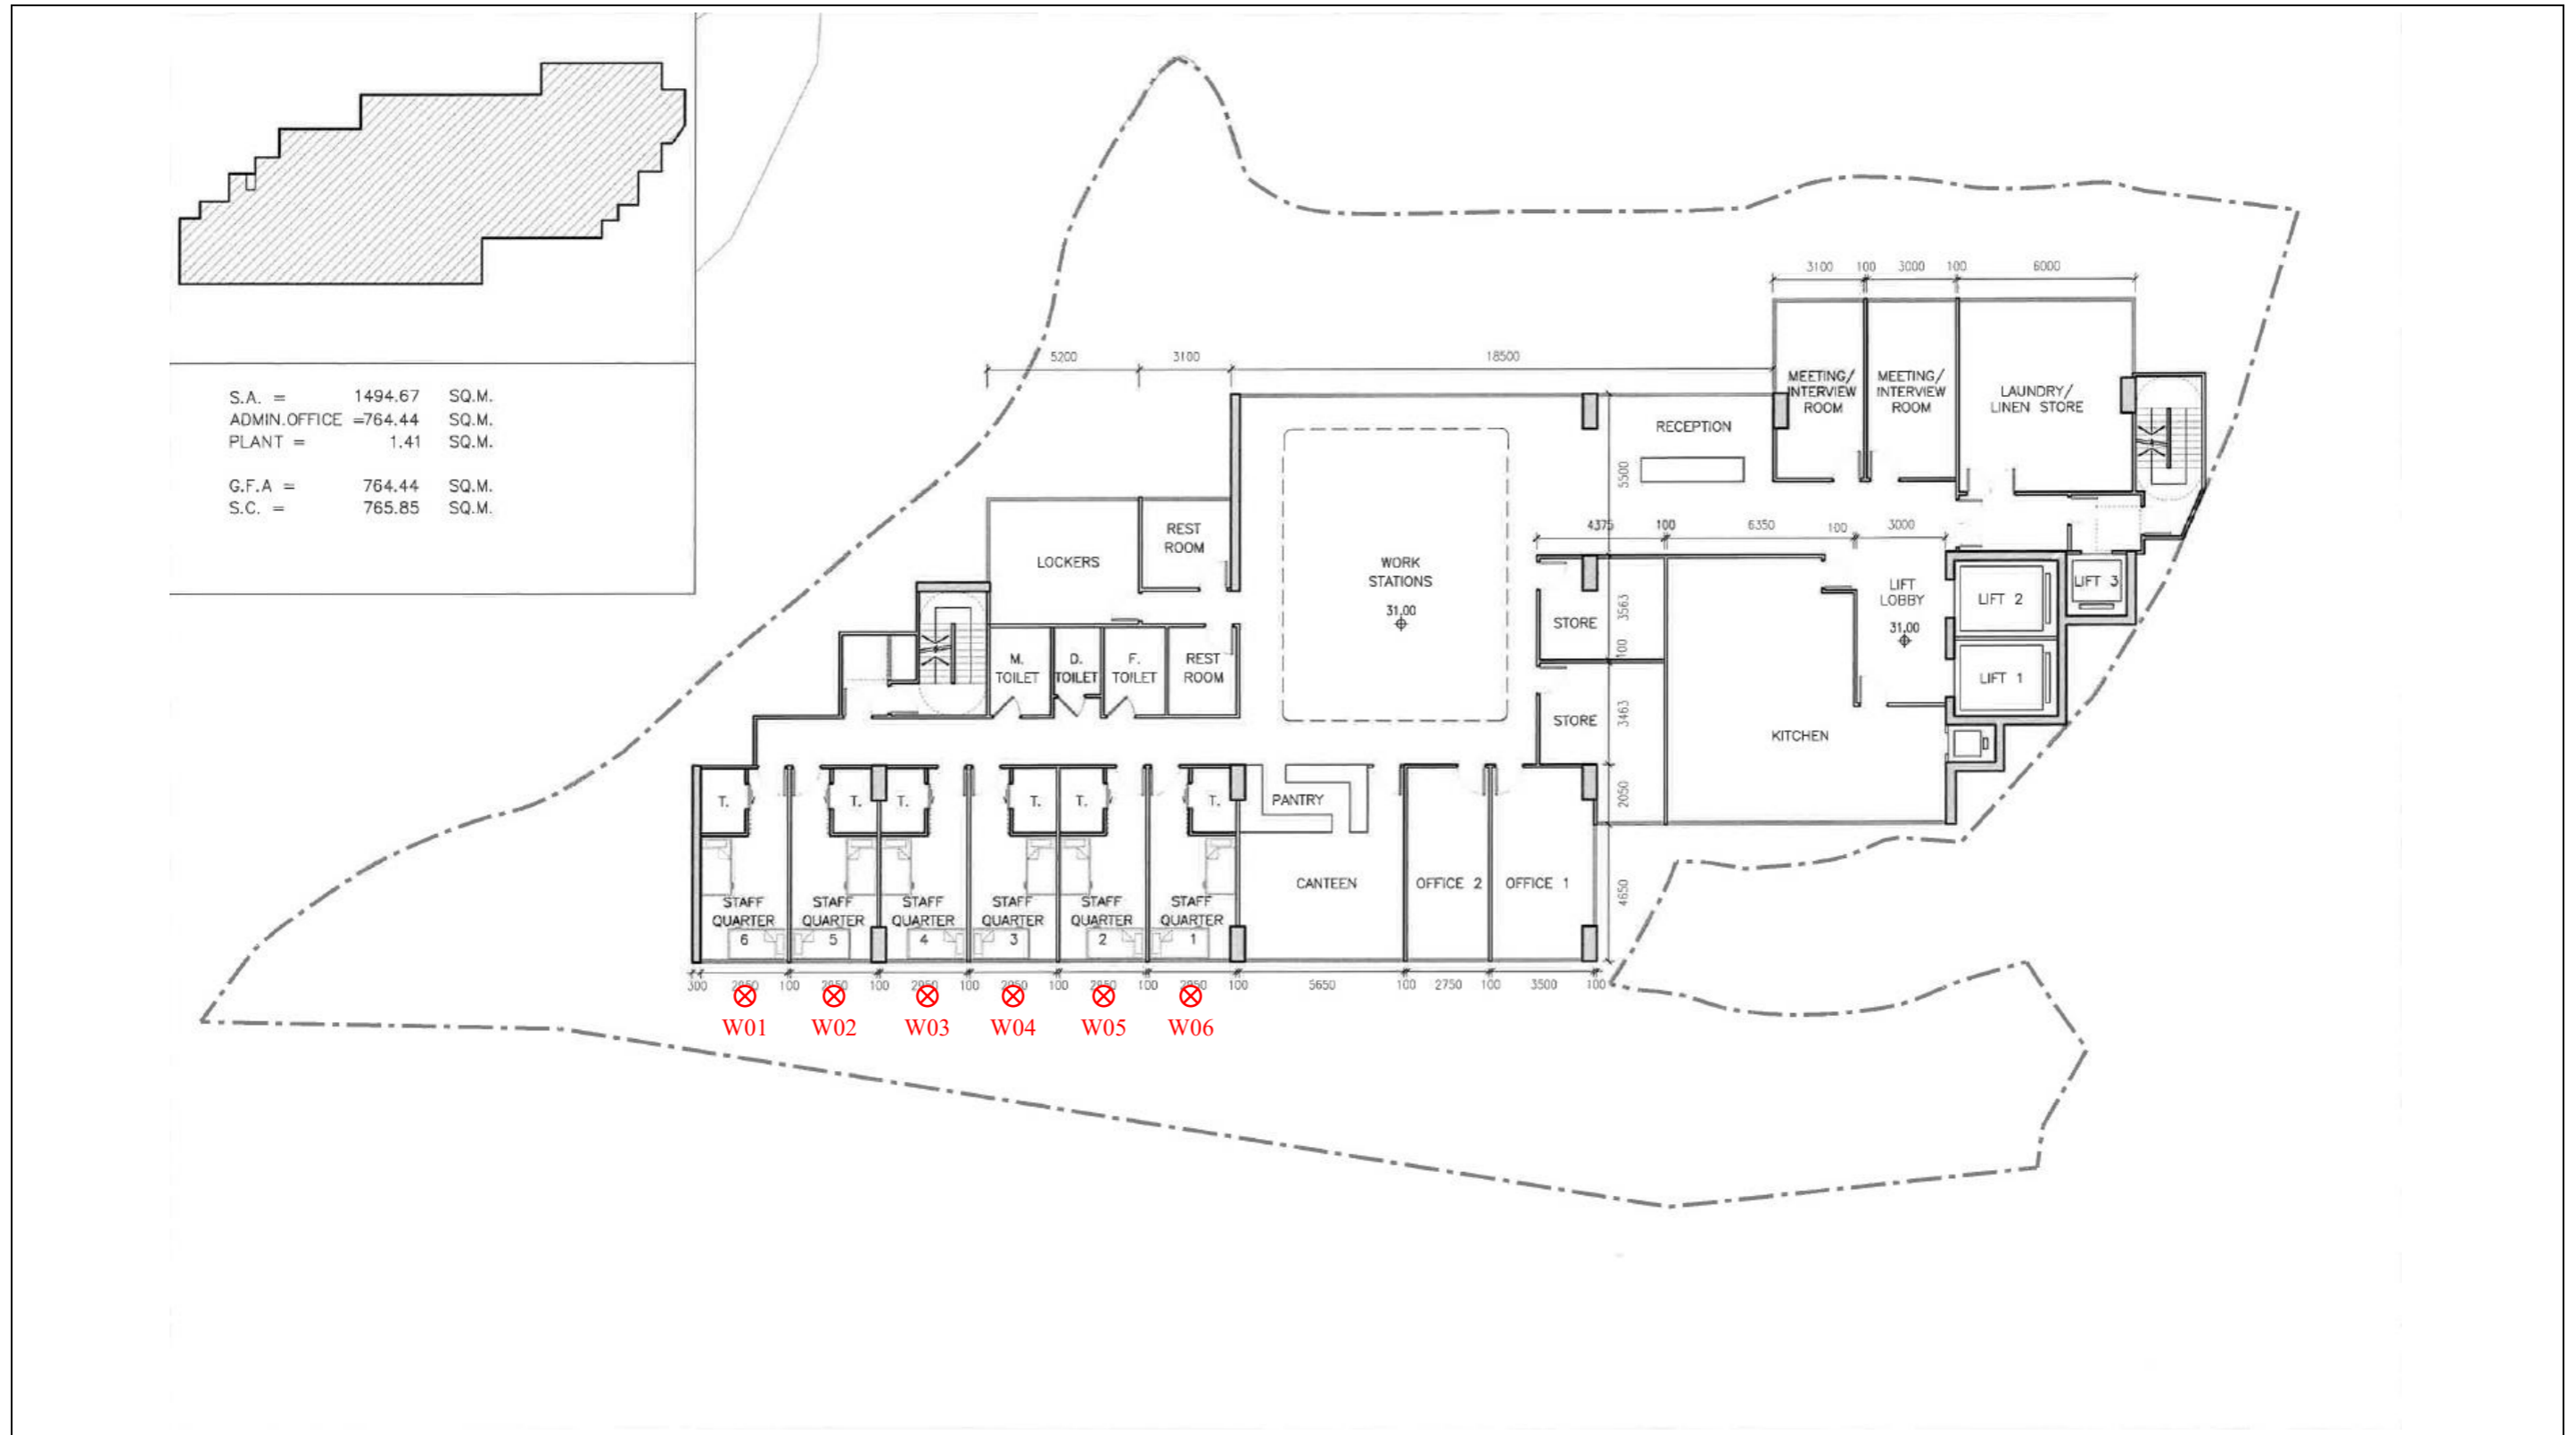 S.A. = 1494.67 SQ.M.
ADMIN.OFFICE =764.44 SQ.M.
PLANT = 1.41 SQ.M.
G.F.A = 764.44 SQ.M.
S.C. = 765.85 SQ.M.
3100 100 3000 100 6000
5200 3100 18500
MEETING/
INTERVIEW
ROOM
MEETING/
INTERVIEW
ROOM
LAUNDRY/
LINEN STORE
RECEPTION
5500
4375 100 6350 100 3000
REST
ROOM
LOCKERS
WORK
STATIONS
31.00
STORE
3563
100
LIFT
LOBBY
31.00
LIFT 2
LIFT 3
LIFT 1
M.
TOILET
D.
TOILET
F.
TOILET
REST
ROOM
STORE
3463
KITCHEN
T. T. T. T. T. T.
PANTRY
2050
STAFF
QUARTER
6
STAFF
QUARTER
5
STAFF
QUARTER
4
STAFF
QUARTER
3
STAFF
QUARTER
2
STAFF
QUARTER
1
CANTEEN
OFFICE 2
OFFICE 1
4650
300 2950 100 2950 100 2950 100 2950 100 2950 100 2950 100 5650 100 2750 100 3500 100
W01 W02 W03 W04 W05 W06